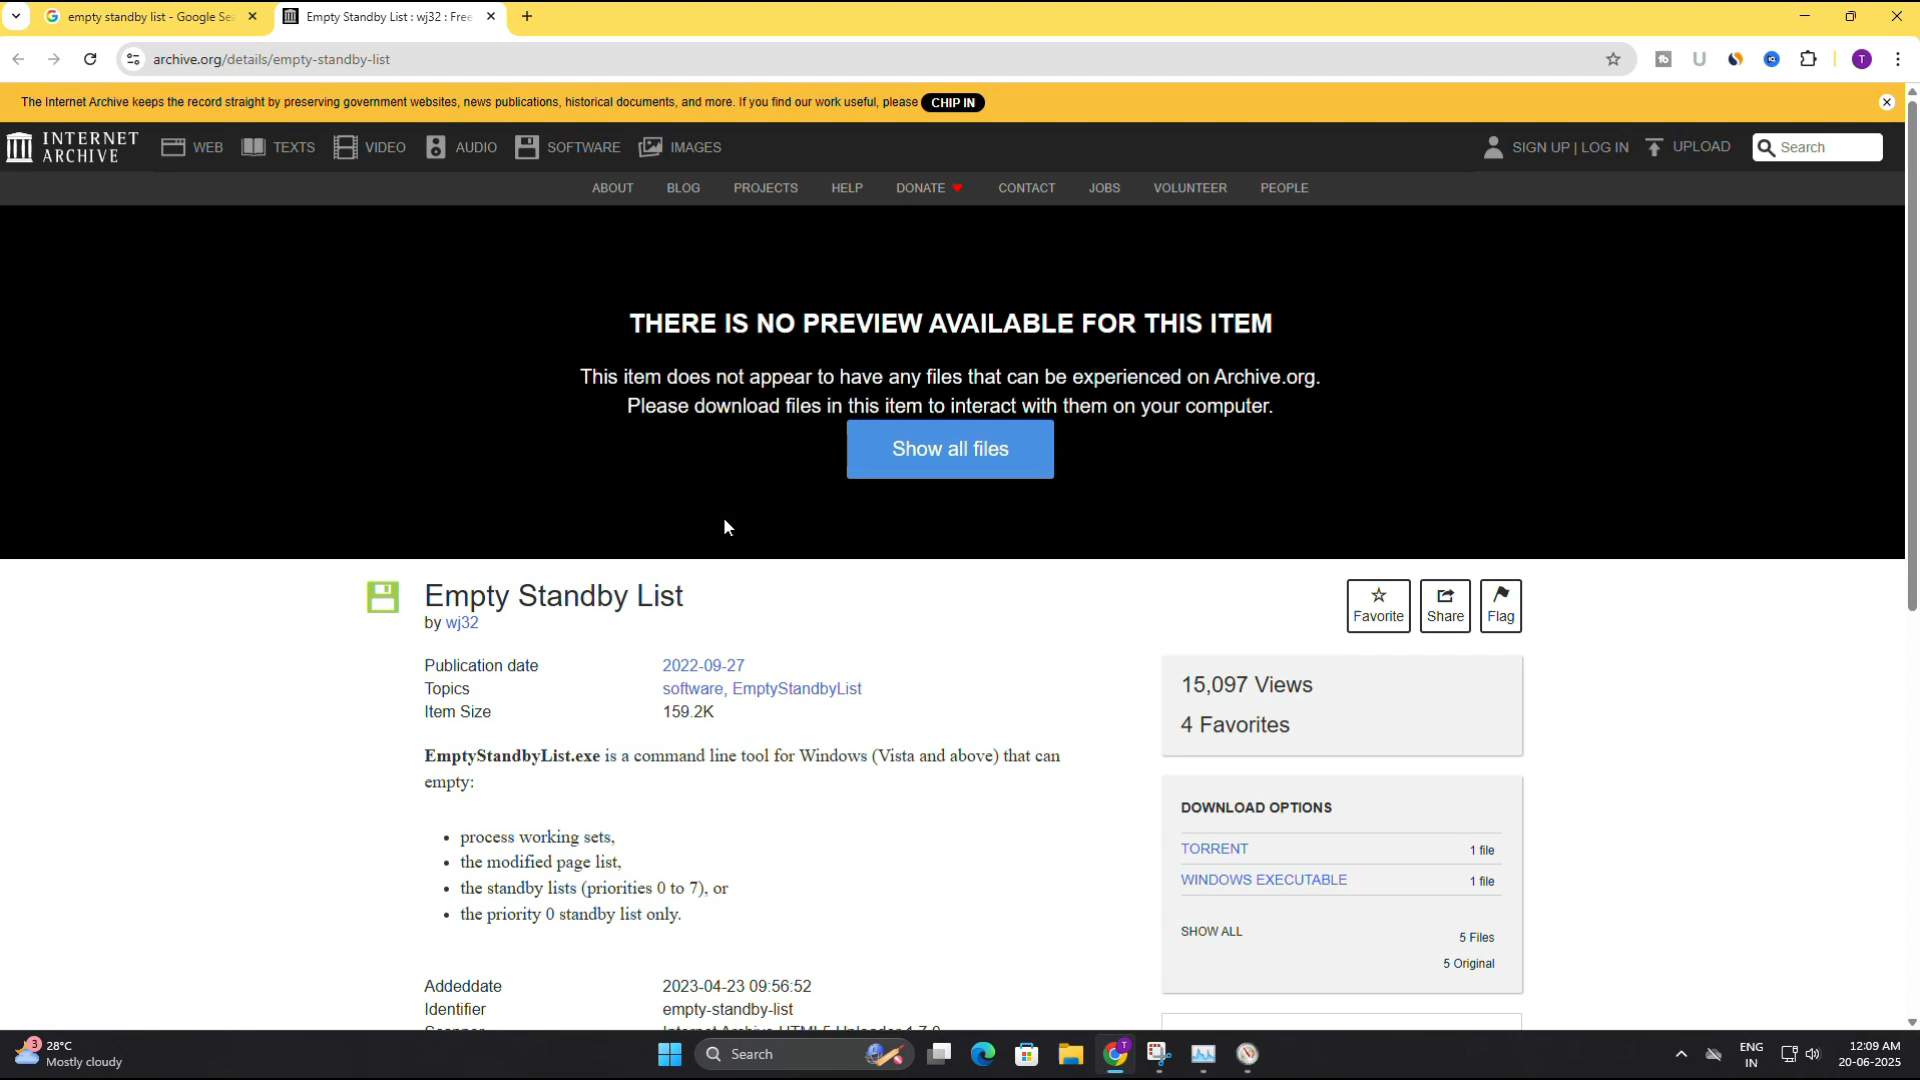 empty standby list - Google Se
Empty Standby List : wj32 : Free
archive.org/details/empty-standby-list
The Internet Archive keeps the record straight by preserving government websites, news publications, historical documents, and more. If you find our work useful, please CHIP IN
INTERNET ARCHIVE
WEB TEXTS VIDEO AUDIO SOFTWARE IMAGES
SIGN UP | LOG IN UPLOAD Search
ABOUT BLOG PROJECTS HELP DONATE CONTACT JOBS VOLUNTEER PEOPLE
THERE IS NO PREVIEW AVAILABLE FOR THIS ITEM
This item does not appear to have any files that can be experienced on Archive.org.
Please download files in this item to interact with them on your computer.
Show all files
Empty Standby List
by wj32
Favorite Share Flag
Publication date 2022-09-27
Topics software, EmptyStandbyList
Item Size 159.2K
EmptyStandbyList.exe is a command line tool for Windows (Vista and above) that can
empty:
• process working sets,
• the modified page list,
• the standby lists (priorities 0 to 7), or
• the priority 0 standby list only.
Addeddate 2023-04-23 09:56:52
Identifier empty-standby-list
Scanner Internet Archive HTML5 Uploader 1.7.0
15,097 Views
4 Favorites
DOWNLOAD OPTIONS
TORRENT 1 file
WINDOWS EXECUTABLE 1 file
SHOW ALL 5 Files
5 Original
3
28°C
Mostly cloudy
Search
ENG
IN
12:09 AM
20-06-2025